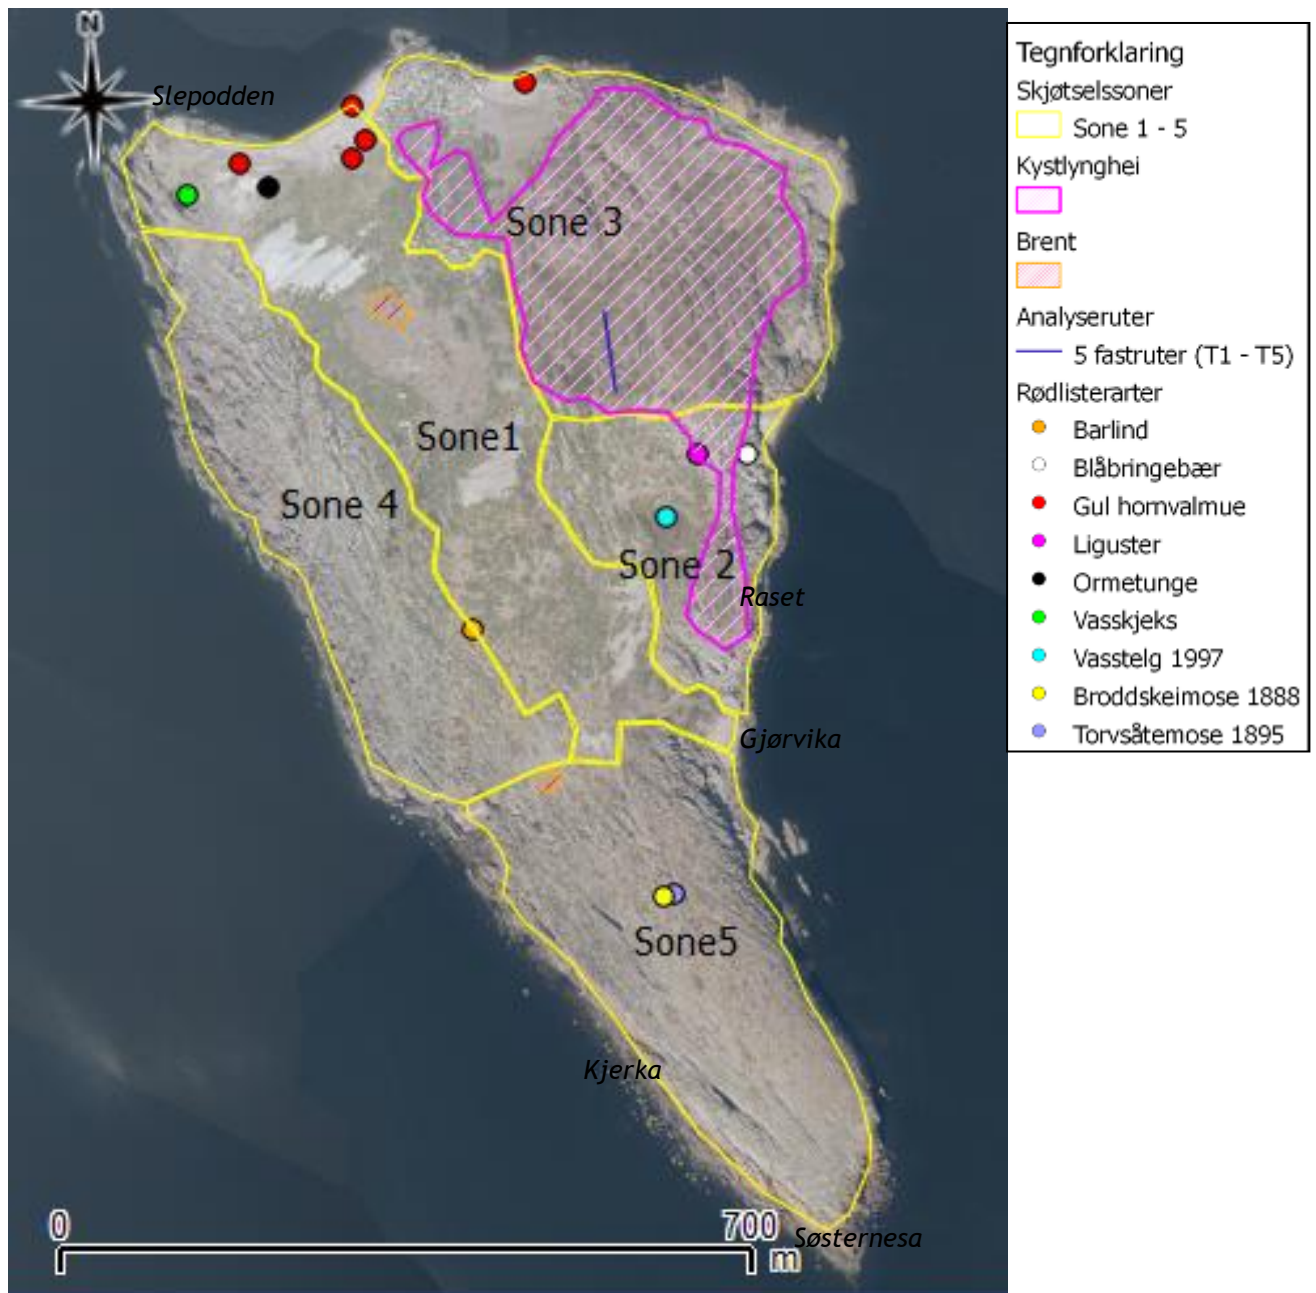 N
Slepodden
Sone 3
Sone1
Sone 4
Sone 2
Raset
Gjørvika
Sone5
Kjerka
0
700
m
Søsternesa
Tegnforklaring
Skjøtselssoner
Sone 1 - 5
Kystlynghei
Brent
Analyseruter
5 fastruter (T1 - T5)
Rødlisterarter
Barlind
Blåbringebær
Gul hornvalmue
Liguster
Ormetunge
Vasskjeks
Vasstelg 1997
Broddskeimose 1888
Torvsåtemose 1895